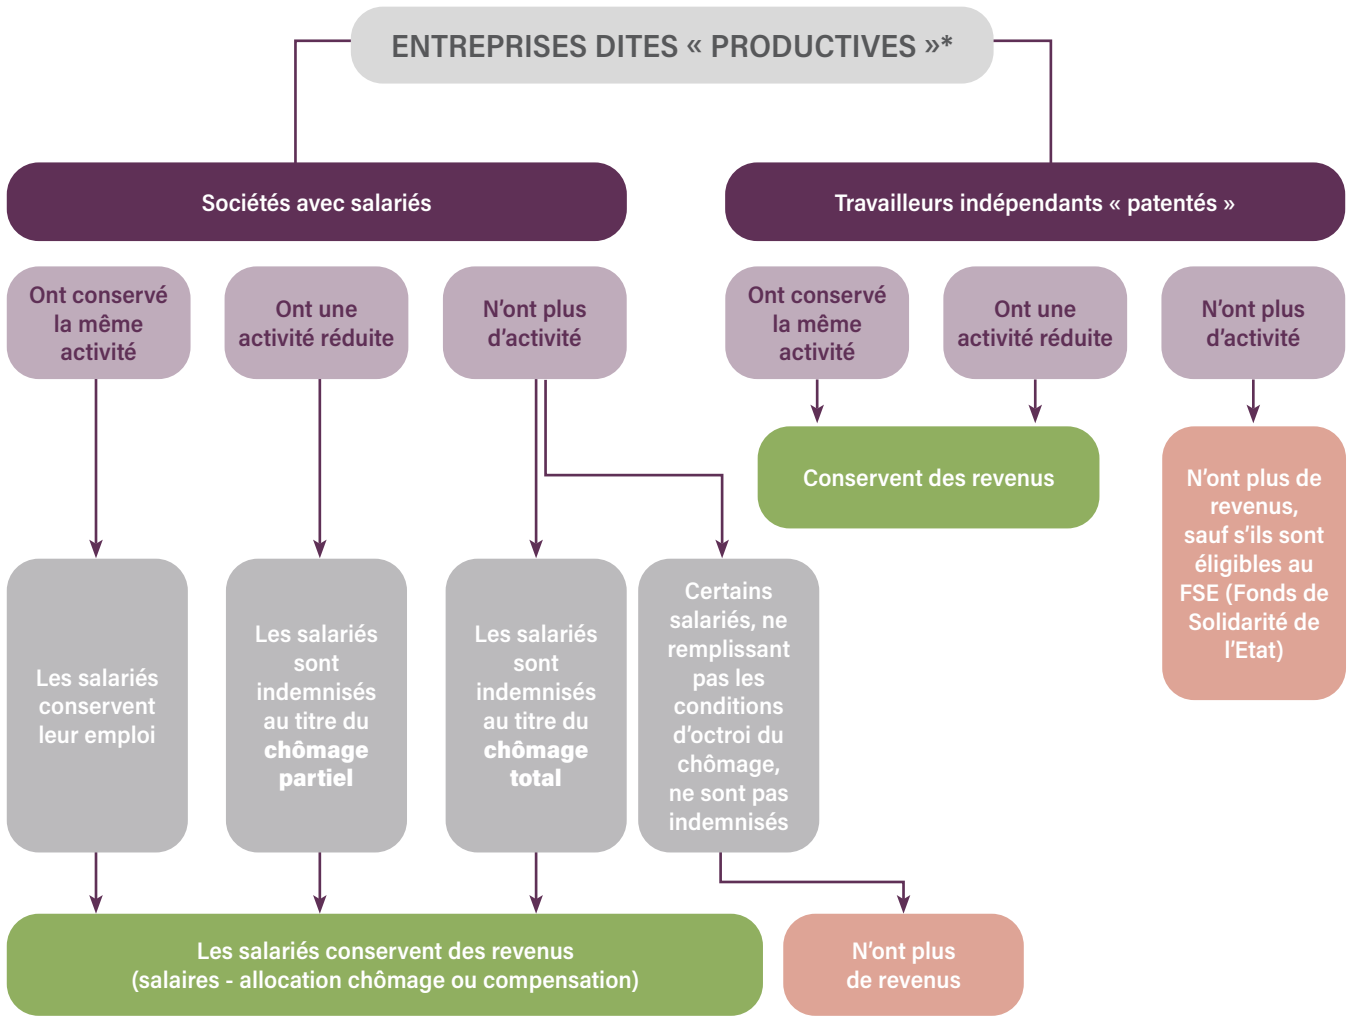 ENTREPRISES DITES « PRODUCTIVES »*
Sociétés avec salariés
Travailleurs indépendants « patentés »
Ont conservé
la même
activité
Ont une
activité réduite
N'ont plus
d'activité
Ont conservé
la même
activité
Ont une
activité réduite
N'ont plus
d'activité
Conservent des revenus
N'ont plus de
revenus,
sauf s'ils sont
éligibles au
FSE (Fonds de
Solidarité de
l'Etat)
Les salariés
conservent
leur emploi
Les salariés
sont
indemnisés
au titre du
chômage
partiel
Les salariés
sont
indemnisés
au titre du
chômage
total
Certains
salariés, ne
remplissant
pas les
conditions
d'octroi du
chômage,
ne sont pas
indemnisés
Les salariés conservent des revenus
(salaires - allocation chômage ou compensation)
N'ont plus
de revenus